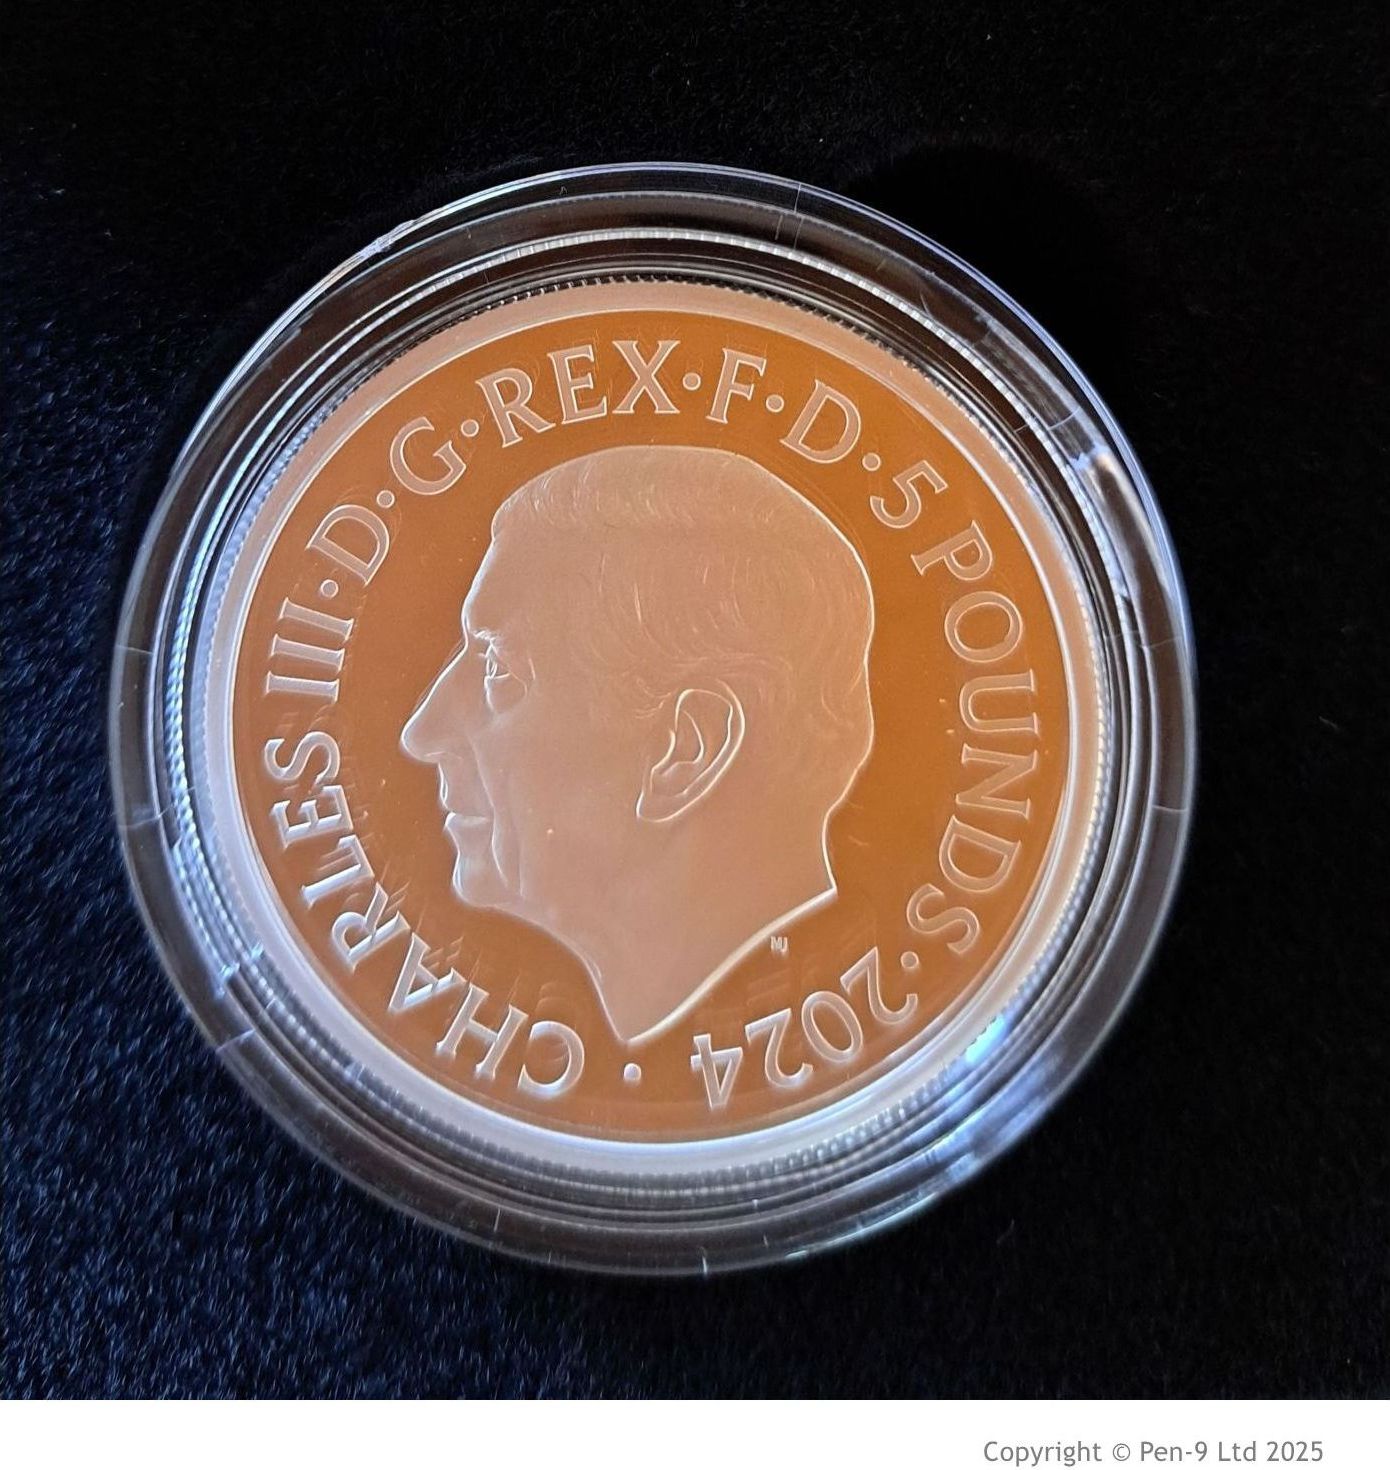 · CHARLES III · D · G · REX · F · D · 5 POUNDS · 2024
MJ
Copyright © Pen-9 Ltd 2025